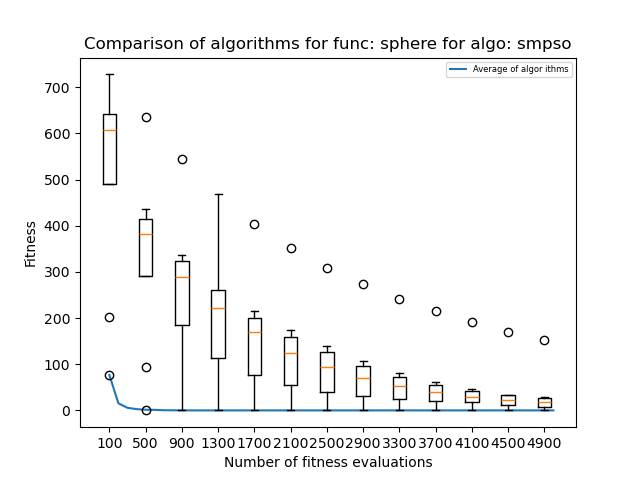 Comparison of algorithms for func: sphere for algo: smpso
Average of algor ithms
700
600
500
400
300
200
100
0
Fitness
100 500 900 1300 1700 2100 2500 2900 3300 3700 4100 4500 4900
Number of fitness evaluations